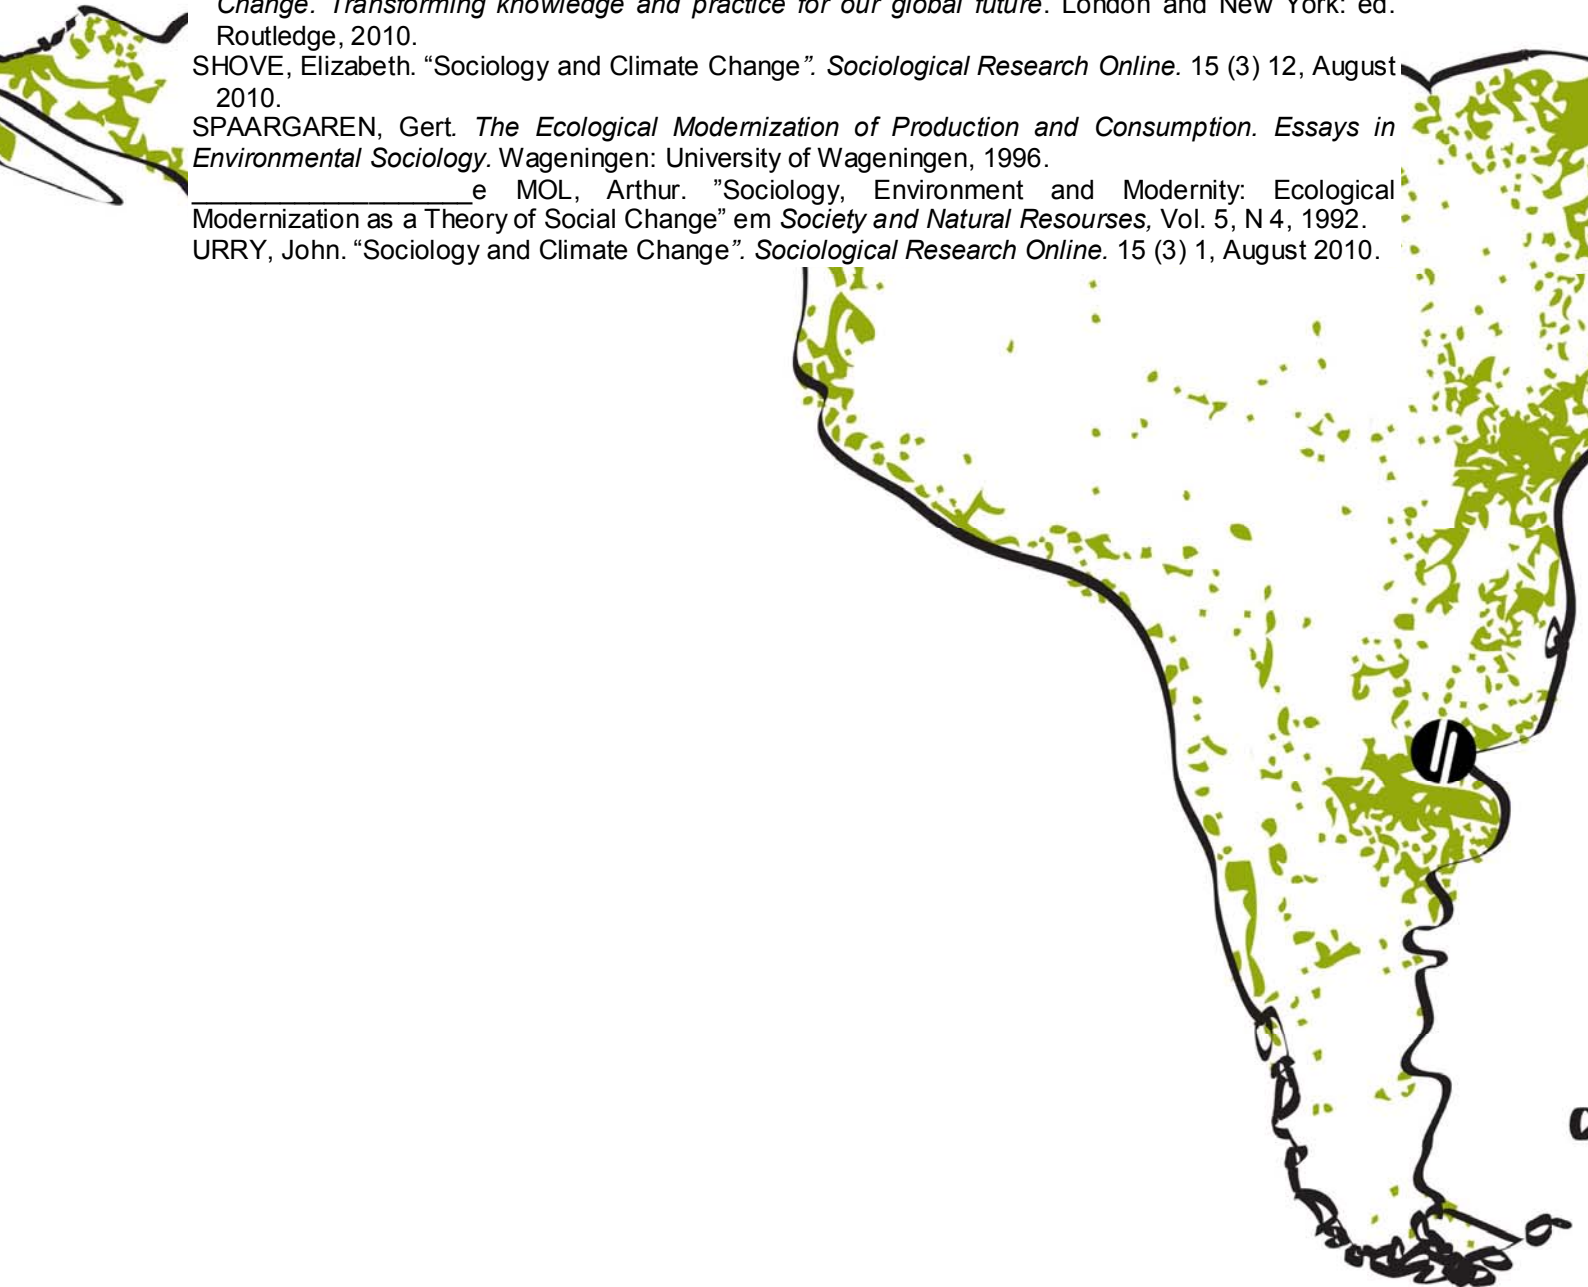 Change. Transforming knowledge and practice for our global future. London and New York: ed.
Routledge, 2010.
SHOVE, Elizabeth. “Sociology and Climate Change”. Sociological Research Online. 15 (3) 12, August
2010.
SPAARGAREN, Gert. The Ecological Modernization of Production and Consumption. Essays in
Environmental Sociology. Wageningen: University of Wageningen, 1996.
____________________e MOL, Arthur. ”Sociology, Environment and Modernity: Ecological
Modernization as a Theory of Social Change” em Society and Natural Resourses, Vol. 5, N 4, 1992.
URRY, John. “Sociology and Climate Change”. Sociological Research Online. 15 (3) 1, August 2010.